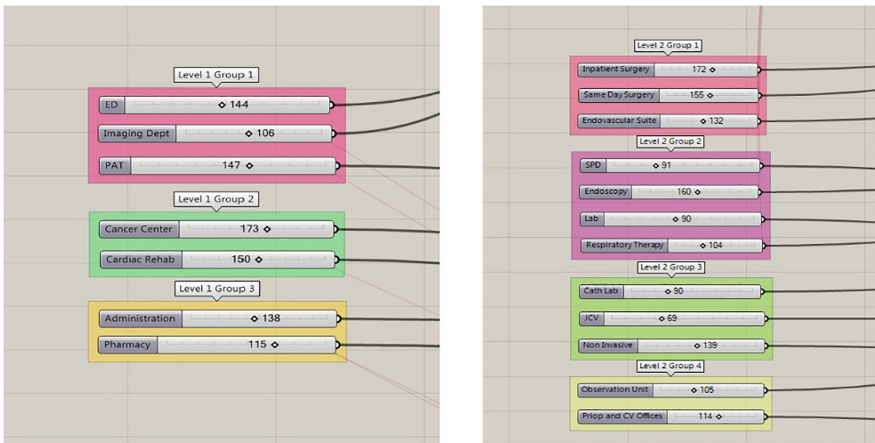 Level 1 Group 1
ED 144
Imaging Dept 106
PAT 147
Level 1 Group 2
Cancer Center 173
Cardiac Rehab 150
Level 1 Group 3
Administration 138
Pharmacy 115
Level 2 Group 1
Inpatient Surgery 172
Same Day Surgery 155
Endovascular Suite 132
Level 2 Group 2
SPD 91
Endoscopy 160
Lab 90
Respiratory Therapy 104
Level 2 Group 3
Cath Lab 90
JCV 69
Non Invasive 139
Level 2 Group 4
Observation Unit 105
Priop and CV Offices 114